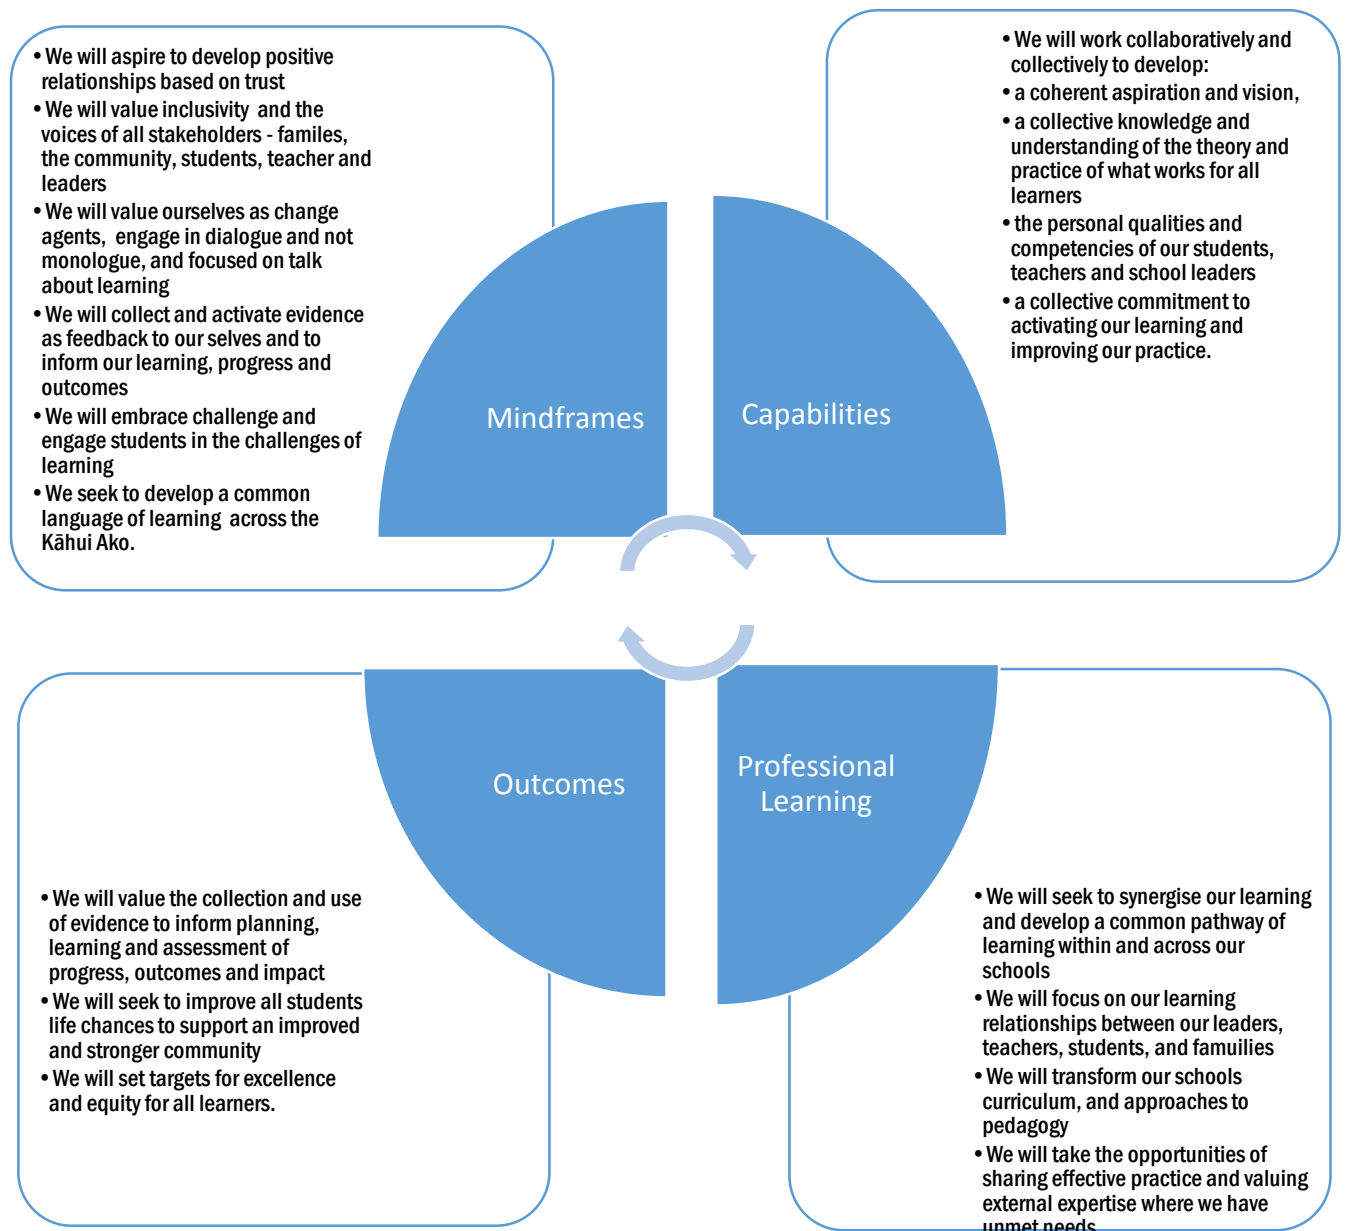 •We will aspire to develop positive
relationships based on trust
•We will value inclusivity  and the
voices of all stakeholders - familes,
the community, students, teacher and
leaders
•We will value ourselves as change
agents,  engage in dialogue and not
monologue, and focused on talk
about learning
•We will collect and activate evidence
as feedback to our selves and to
inform our learning, progress and
outcomes
•We will embrace challenge and
engage students in the challenges of
learning
•We seek to develop a common
language of learning  across the
Kāhui Ako.
Mindframes
•We will work collaboratively and
collectively to develop:
•a coherent aspiration and vision,
•a collective knowledge and
understanding of the theory and
practice of what works for all
learners
•the personal qualities and
competencies of our students,
teachers and school leaders
•a collective commitment to
activating our learning and
improving our practice.
Capabilities
Outcomes
•We will value the collection and use
of evidence to inform planning,
learning and assessment of
progress, outcomes and impact
•We will seek to improve all students
life chances to support an improved
and stronger community
•We will set targets for excellence
and equity for all learners.
Professional
Learning
•We will seek to synergise our learning
and develop a common pathway of
learning within and across our
schools
•We will focus on our learning
relationships between our leaders,
teachers, students, and famuilies
•We will transform our schools
curriculum, and approaches to
pedagogy
•We will take the opportunities of
sharing effective practice and valuing
external expertise where we have
unmet needs